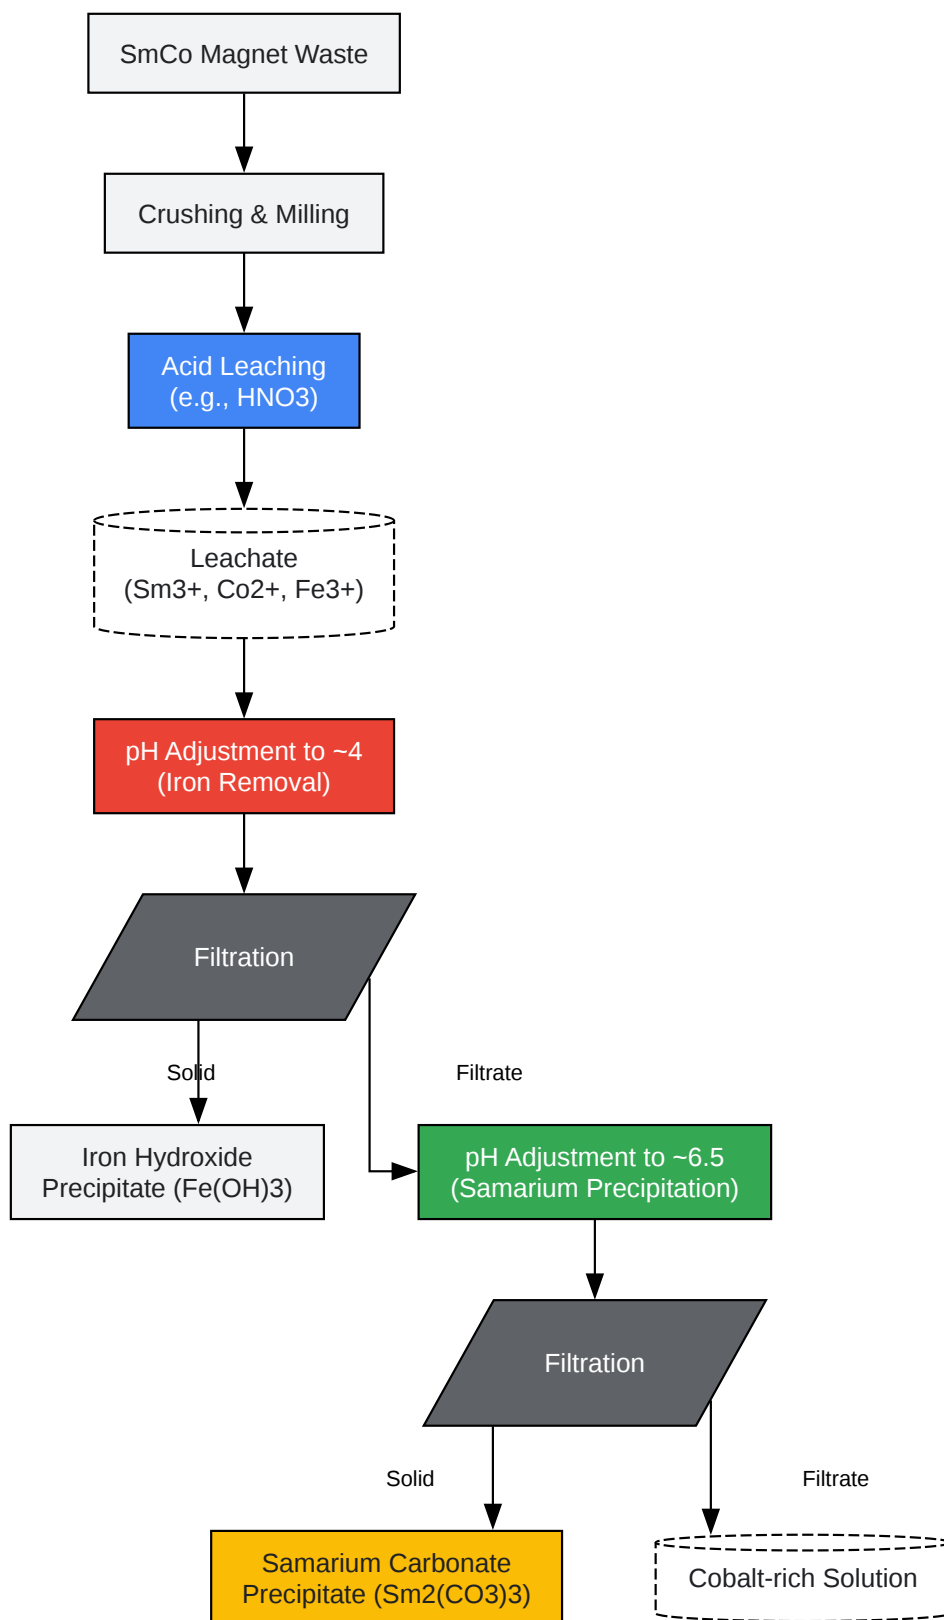 SmCo Magnet Waste
Crushing & Milling
Acid Leaching
(e.g., HNO3)
Leachate
(Sm3+, Co2+, Fe3+)
pH Adjustment to ~4
(Iron Removal)
Filtration
Solid
Filtrate
Iron Hydroxide
Precipitate (Fe(OH)3)
pH Adjustment to ~6.5
(Samarium Precipitation)
Filtration
Solid
Filtrate
Samarium Carbonate
Precipitate (Sm2(CO3)3)
Cobalt-rich Solution